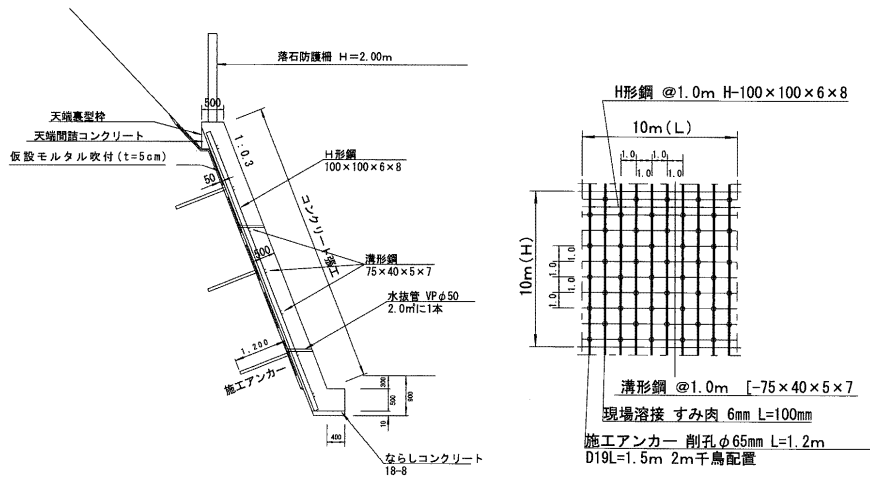 落石防護柵 H=2.00m
500
天端裏型枠
天端間詰コンクリート
仮設モルタル吹付(t=5cm)
1:0.3
H形鋼
100×100×6×8
50
コンクリート張工
500
溝形鋼
75×40×5×7
水抜管 VPφ50
2.0㎡に1本
1,200
施工アンカー
300
500
800
10
400
ならしコンクリート
18-8
H形鋼 @1.0m H-100×100×6×8
10m(L)
1.0 1.0
1.0 1.0
10m(H)
1.0
1.0
1.0
1.0
溝形鋼 @1.0m [-75×40×5×7
現場溶接 すみ肉 6mm L=100mm
施工アンカー 削孔φ65mm L=1.2m
D19L=1.5m 2m千鳥配置